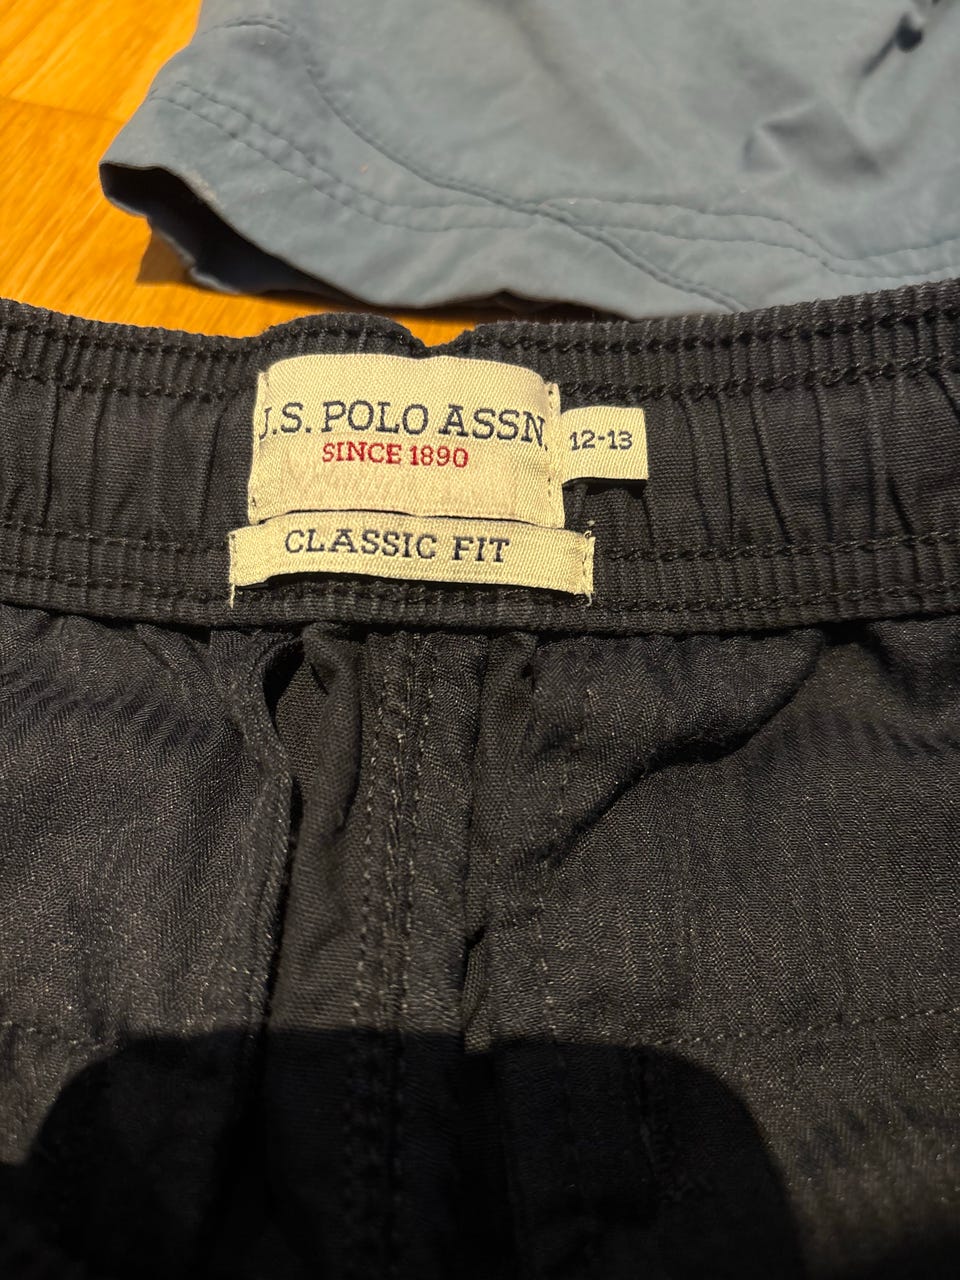 J.S. POLO ASSN.
SINCE 1890
12-13
CLASSIC FIT